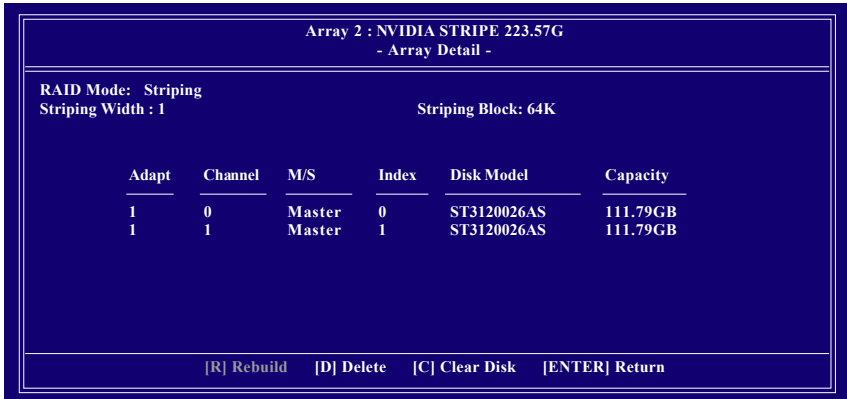 Array 2 : NVIDIA STRIPE 223.57G
- Array Detail -
RAID Mode: Striping
Striping Width : 1 Striping Block: 64K
Adapt Channel M/S Index Disk Model Capacity
1 0 Master 0 ST3120026AS 111.79GB
1 1 Master 1 ST3120026AS 111.79GB
[R] Rebuild [D] Delete [C] Clear Disk [ENTER] Return